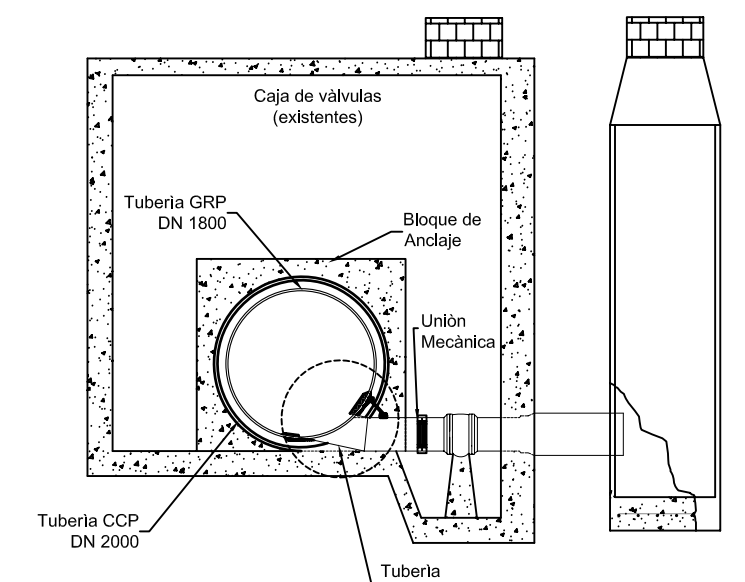 Caja de vàlvulas
(existentes)
Tuberìa GRP
DN 1800
Bloque de
Anclaje
Uniòn
Mecànica
Tuberìa CCP
DN 2000
Tuberìa